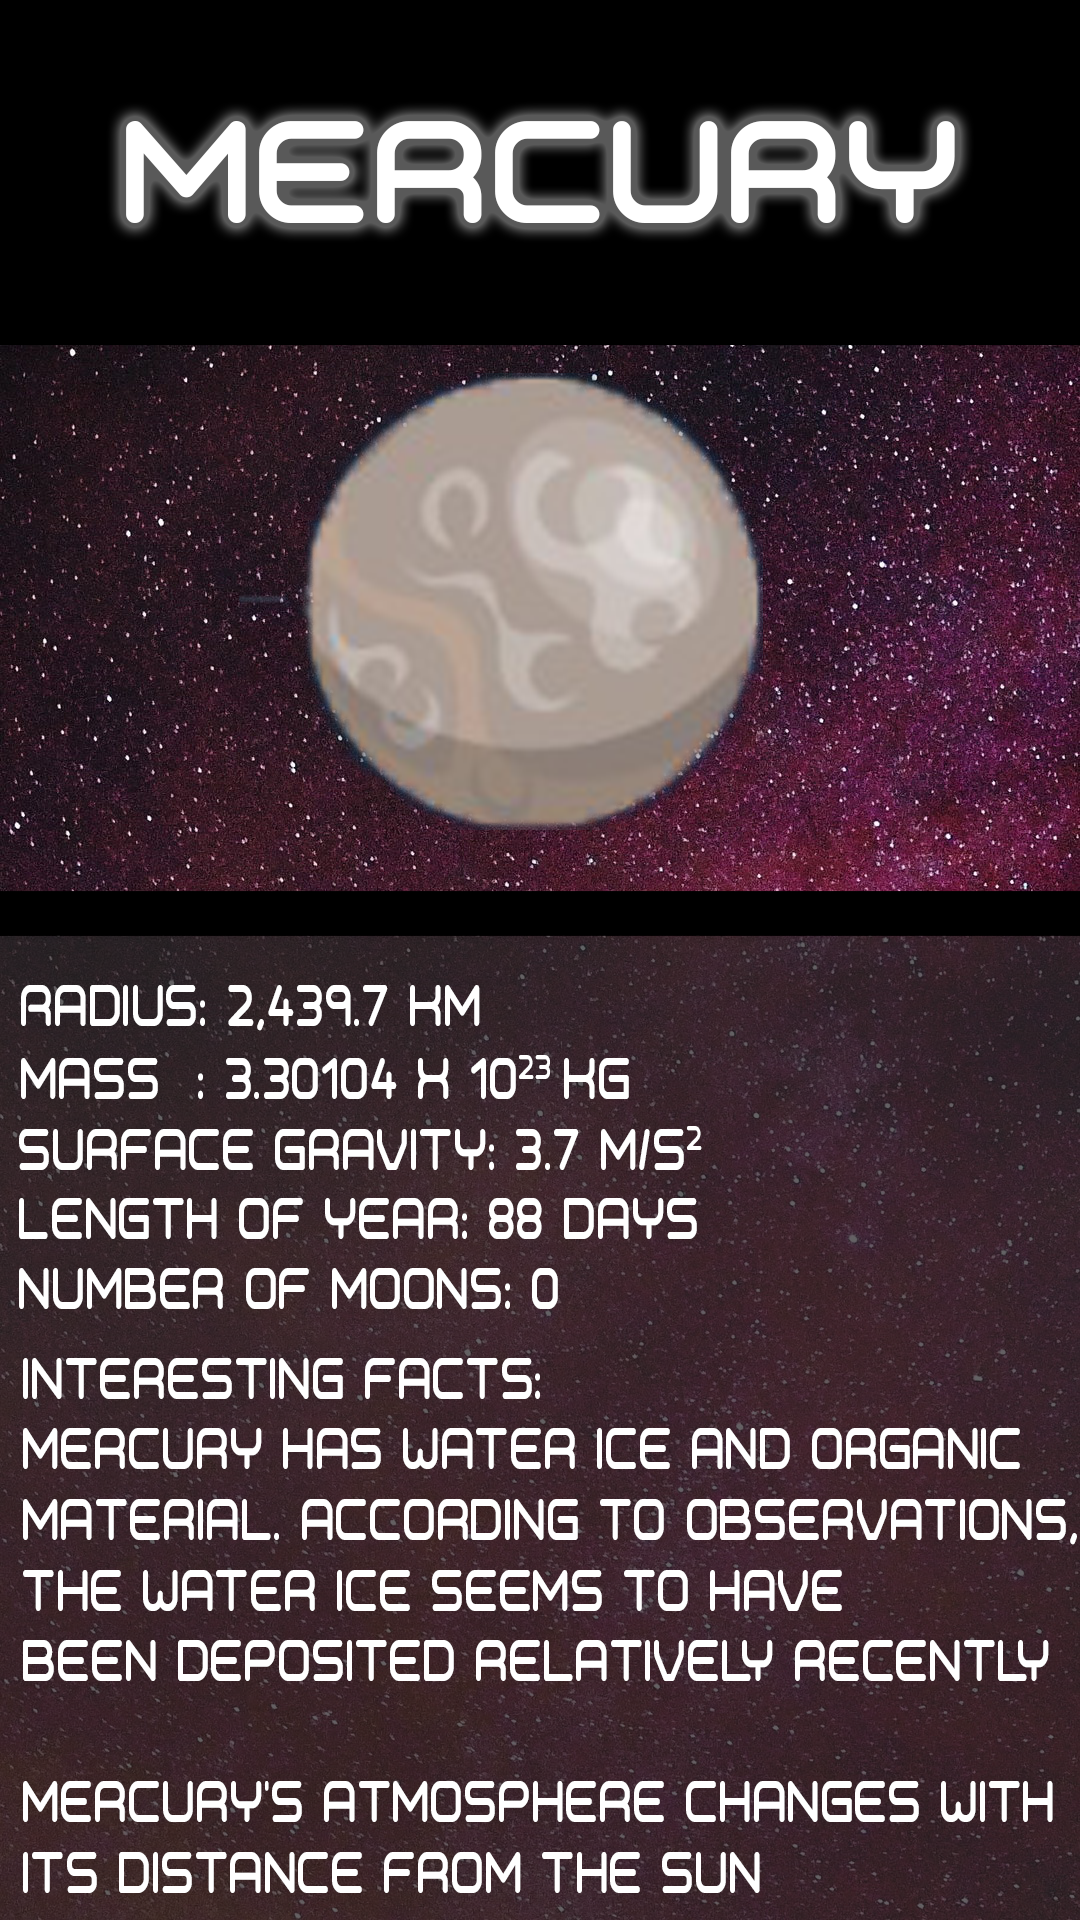 MERCURY
RADIUS: 2,439.7 KM
MASS : 3.30104 X 10²³ KG
SURFACE GRAVITY: 3.7 M/S²
LENGTH OF YEAR: 88 DAYS
NUMBER OF MOONS: 0
INTERESTING FACTS:
MERCURY HAS WATER ICE AND ORGANIC
MATERIAL. ACCORDING TO OBSERVATIONS,
THE WATER ICE SEEMS TO HAVE
BEEN DEPOSITED RELATIVELY RECENTLY
MERCURY'S ATMOSPHERE CHANGES WITH
ITS DISTANCE FROM THE SUN